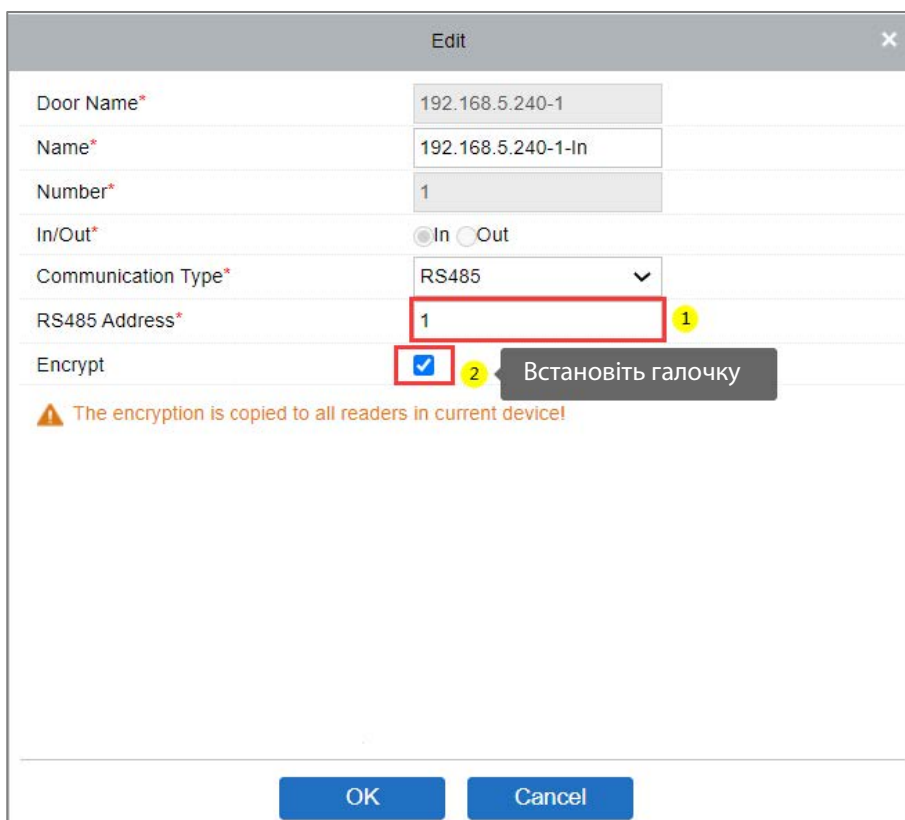 Edit ×
Door Name* 192.168.5.240-1
Name* 192.168.5.240-1-In
Number* 1
In/Out* In Out
Communication Type* RS485
RS485 Address* 1 1
Encrypt 2 Встановіть галочку
The encryption is copied to all readers in current device!
OK Cancel